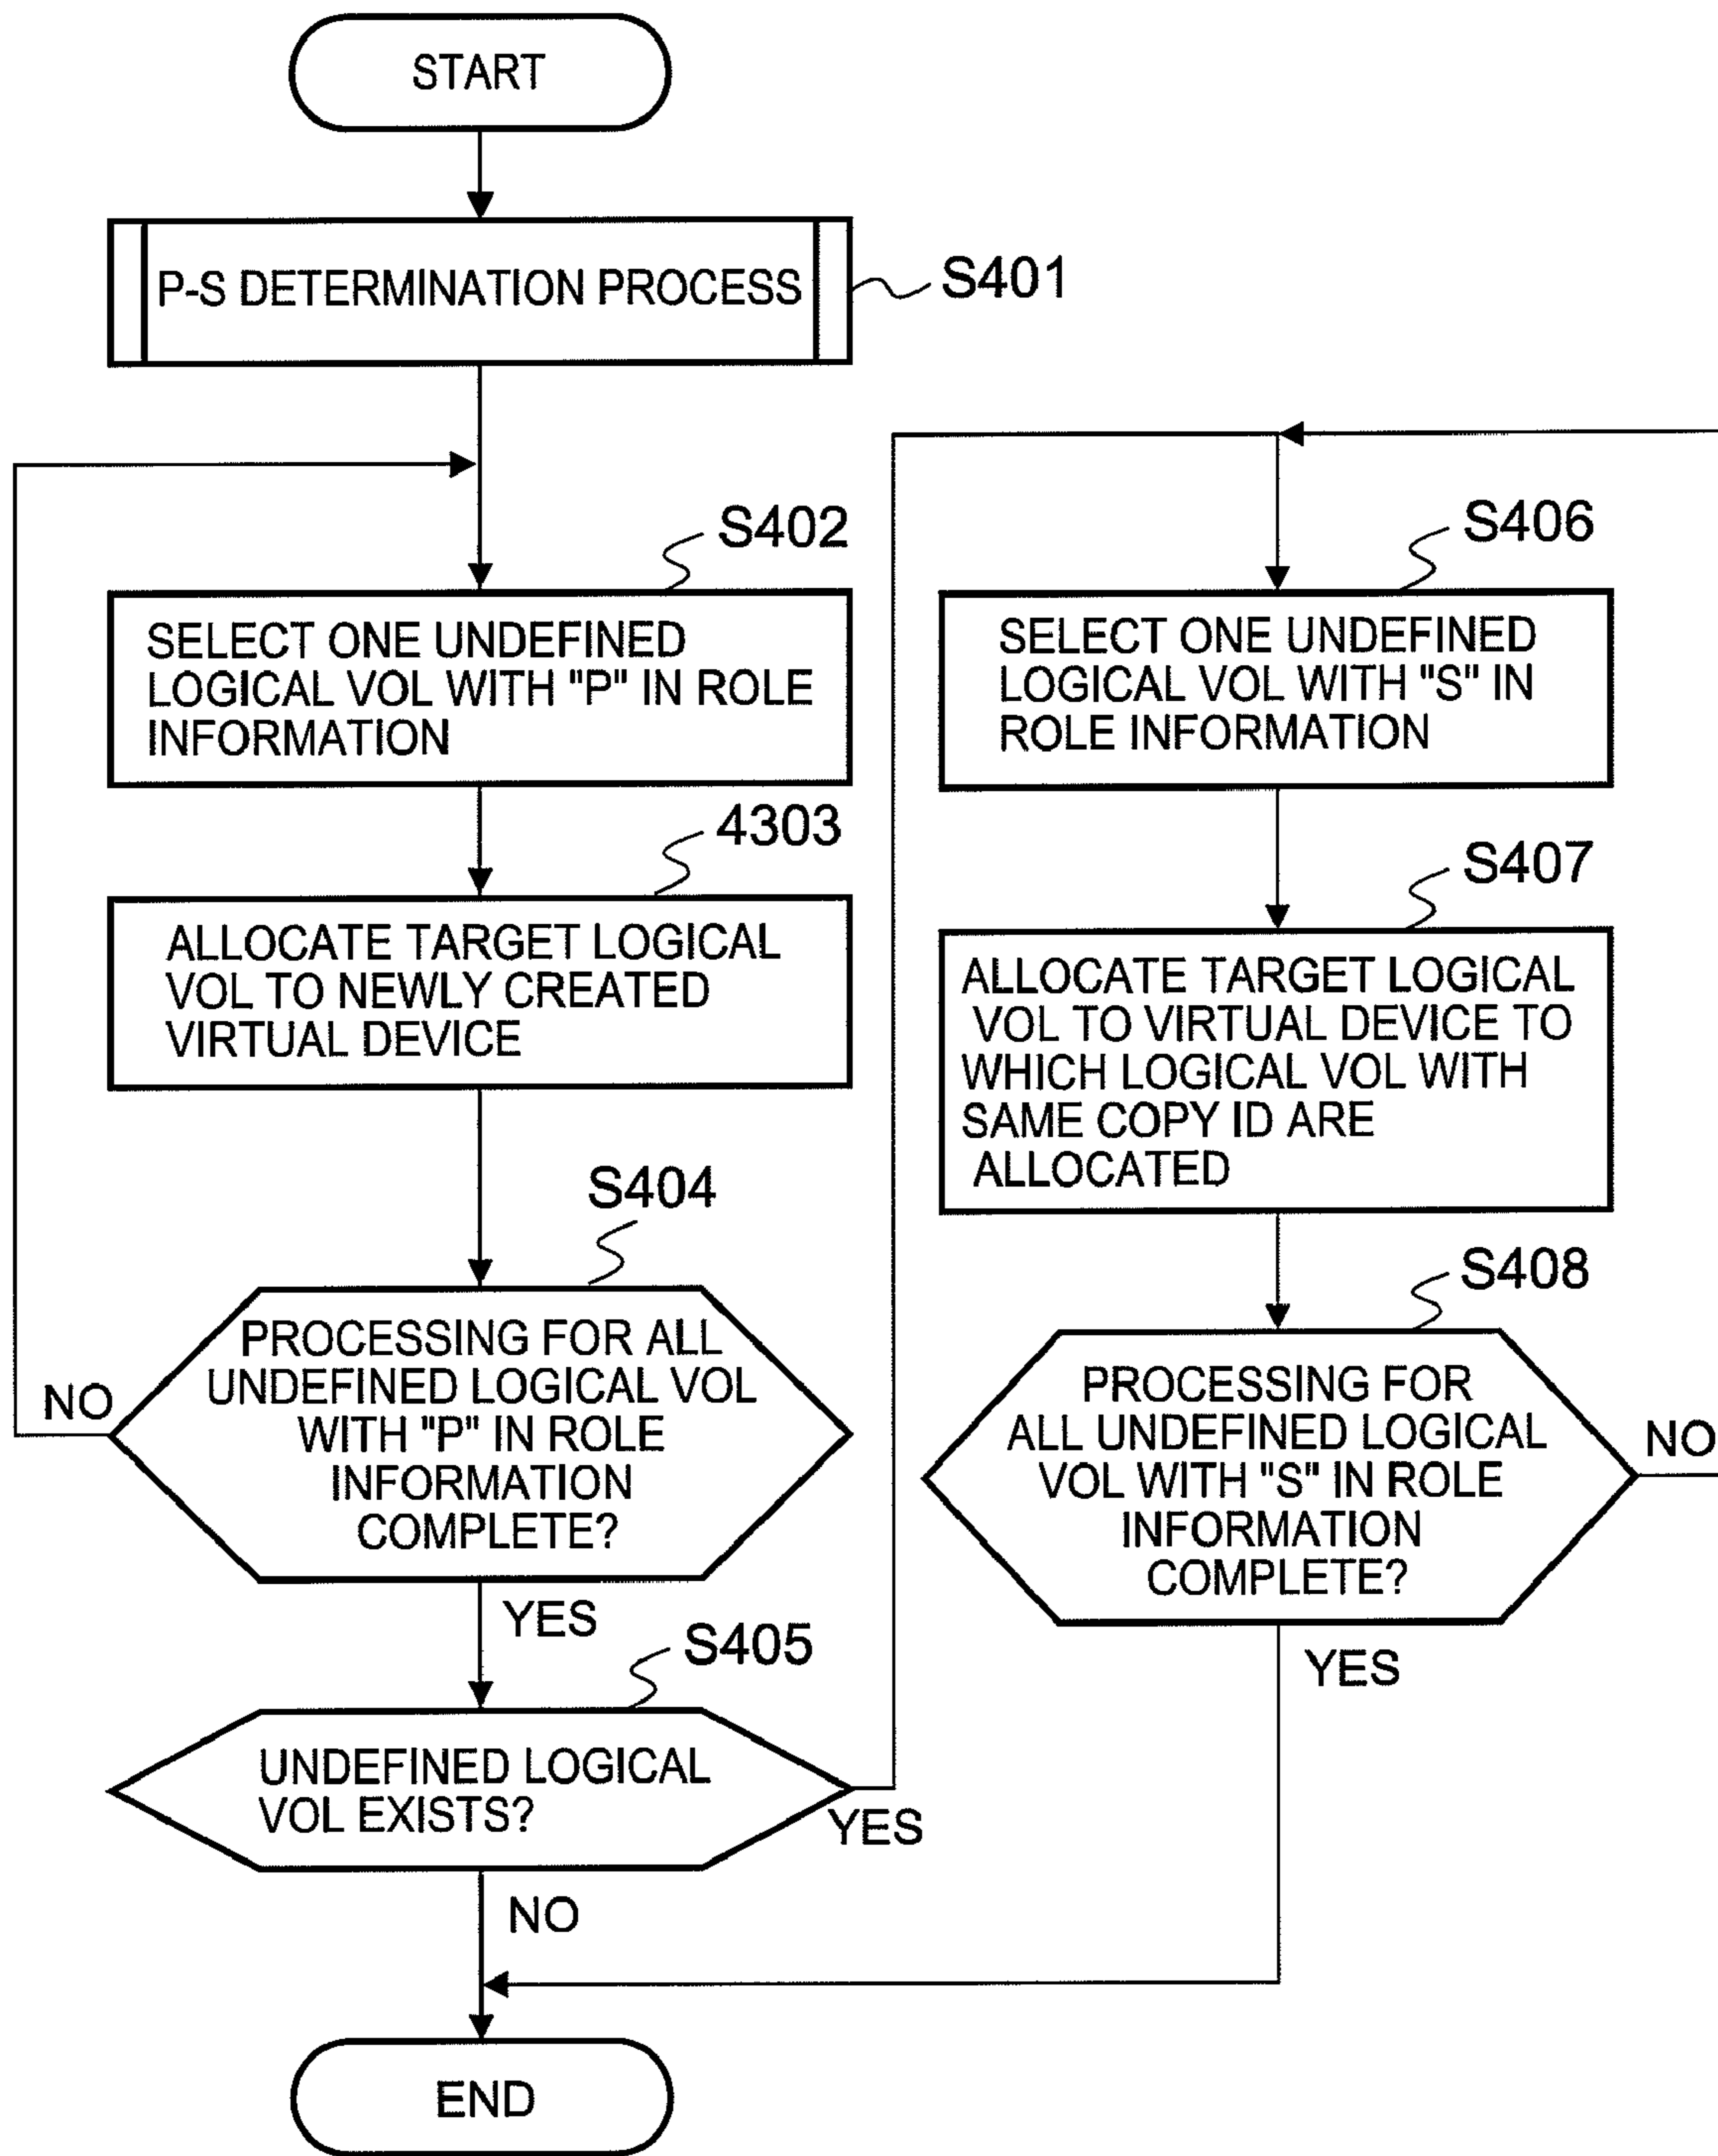 START
P-S DETERMINATION PROCESS
S401
S402
SELECT ONE UNDEFINED
LOGICAL VOL WITH "P" IN ROLE
INFORMATION
4303
ALLOCATE TARGET LOGICAL
VOL TO NEWLY CREATED
VIRTUAL DEVICE
S404
PROCESSING FOR ALL
UNDEFINED LOGICAL VOL
WITH "P" IN ROLE
INFORMATION
COMPLETE?
NO
YES
S405
UNDEFINED LOGICAL
VOL EXISTS?
YES
NO
S406
SELECT ONE UNDEFINED
LOGICAL VOL WITH "S" IN
ROLE INFORMATION
S407
ALLOCATE TARGET LOGICAL
VOL TO VIRTUAL DEVICE TO
WHICH LOGICAL VOL WITH
SAME COPY ID ARE
ALLOCATED
S408
PROCESSING FOR
ALL UNDEFINED LOGICAL
VOL WITH "S" IN ROLE
INFORMATION
COMPLETE?
NO
YES
END